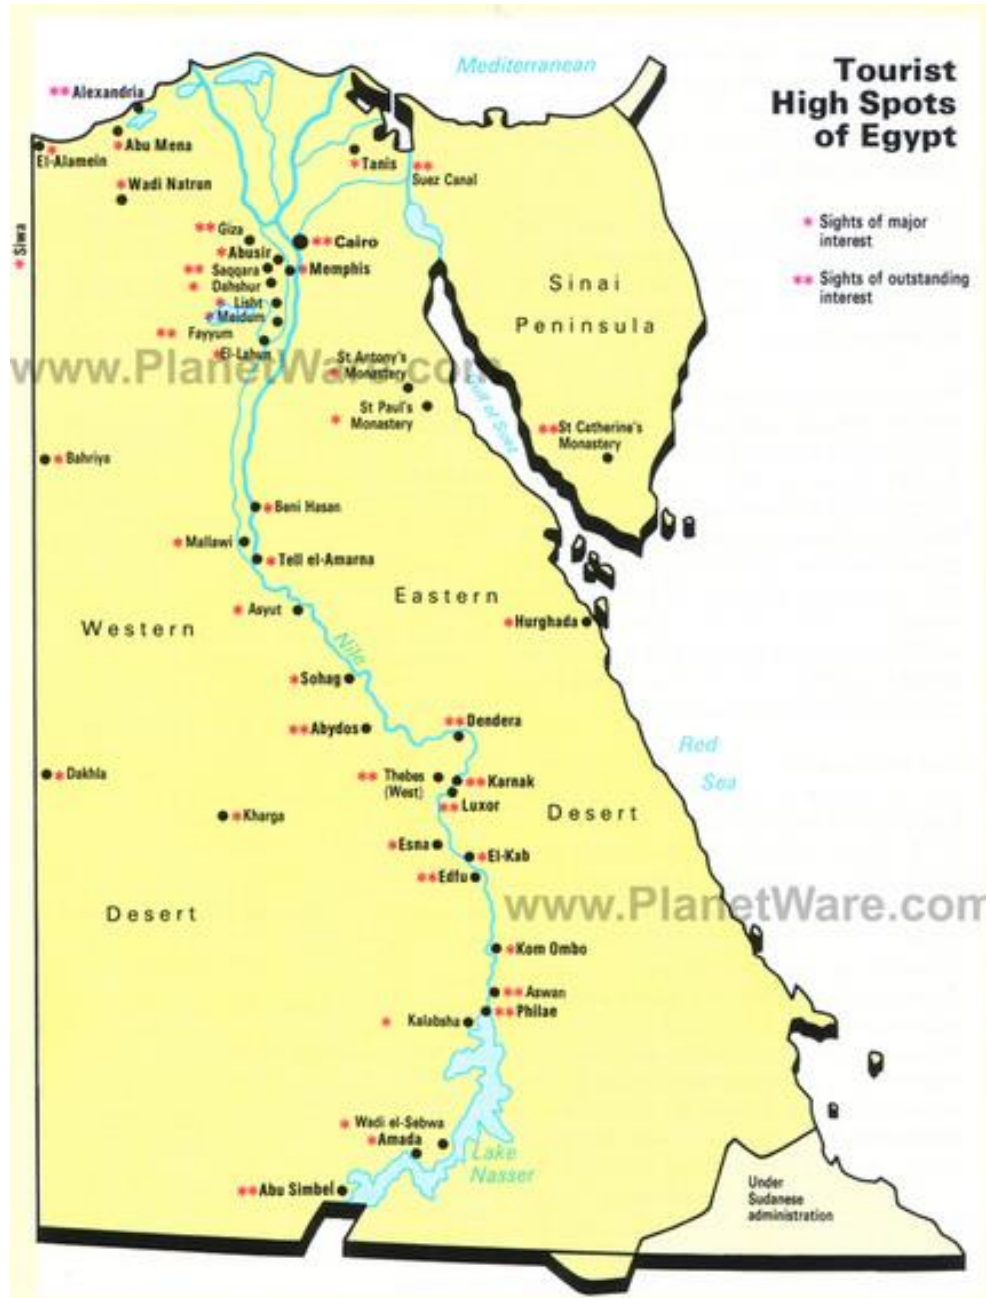 Tourist
High Spots
of Egypt
* Sights of major
interest
** Sights of outstanding
interest
Mediterranean
**Alexandria
*Abu Mena
El-Alamein *
*Wadi Natrun
*Tanis
**
Suez Canal
* Siwa
**Giza
**Cairo
*Abusir
** Saqqara
*Memphis
* Dahshur
* Lisht
* Meidum
** Fayyum
*El-Lahun
Sinai
Peninsula
www.PlanetWare.com
St Antony's
* Monastery
St Paul's
* Monastery
Gulf of Suez
**St Catherine's
Monastery
*Bahriya
*Beni Hasan
*Mallawi
*Tell el-Amarna
* Asyut
Eastern
Western
*Hurghada
Nile
*Sohag
**Abydos
**Dendera
Red
Sea
*Dakhla
** Thebes
(West)
**Karnak
**Luxor
*Kharga
Desert
*Esna
*El-Kab
**Edfu
Desert
www.PlanetWare.com
*Kom Ombo
**Aswan
**Philae
* Kalabsha
* Wadi el-Sebwa
*Amada
Lake
Nasser
**Abu Simbel
Under
Sudanese
administration